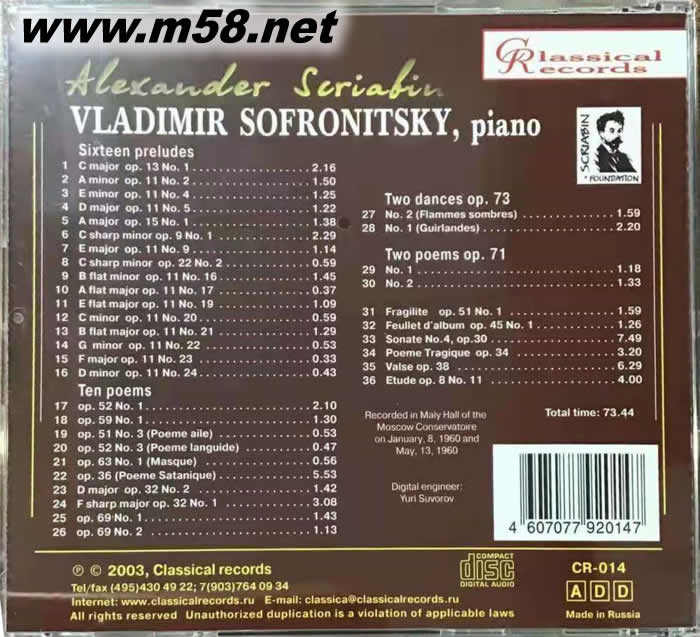 www.m58.net
Classical
Records
Alexander Scriabin
VLADIMIR SOFRONITSKY, piano
SCRIABIN
FOUNDATION
Sixteen preludes
1 C major op. 13 No. 1 2.16
2 A minor op. 11 No. 2 1.50
3 E minor op. 11 No. 4 1.25
4 D major op. 11 No. 5 1.22
5 A major op. 15 No. 1 1.38
6 C sharp minor op. 9 No. 1 2.29
7 E major op. 11 No. 9 1.14
8 C sharp minor op. 22 No. 2 0.59
9 B flat minor op. 11 No. 16 1.45
10 A flat major op. 11 No. 17 0.37
11 E flat major op. 11 No. 19 1.09
12 C minor op. 11 No. 20 0.59
13 B flat major op. 11 No. 21 1.29
14 G minor op. 11 No. 22 0.53
15 F major op. 11 No. 23 0.33
16 D minor op. 11 No. 24 0.43
Ten poems
17 op. 52 No. 1 2.10
18 op. 59 No. 1 1.30
19 op. 51 No. 3 (Poeme aile) 0.53
20 op. 52 No. 3 (Poeme languide) 0.47
21 op. 63 No. 1 (Masque) 0.56
22 op. 36 (Poeme Satanique) 5.53
23 D major op. 32 No. 2 1.42
24 F sharp major op. 32 No. 1 3.08
25 op. 69 No. 1 1.43
26 op. 69 No. 2 1.13
Two dances op. 73
27 No. 2 (Flammes sombres) 1.59
28 No. 1 (Guirlandes) 2.20
Two poems op. 71
29 No. 1 1.18
30 No. 2 1.33
31 Fragilite op. 51 No. 1 1.59
32 Feullet d'album op. 45 No. 1 1.26
33 Sonate No.4, op.30 7.49
34 Poeme Tragique op. 34 3.20
35 Valse op. 38 6.29
36 Etude op. 8 No. 11 4.00
Recorded in Maly Hall of the
Moscow Conservatoire
on January, 8, 1960 and
May, 13, 1960
Total time: 73.44
Digital engineer:
Yuri Suvorov
4 607077 920147
℗ © 2003, Classical records
Tel/fax (495)430 49 22; 7(903)764 09 34
Internet: www.classicalrecords.ru E-mail: classica@classicalrecords.ru
All rights reserved Unauthorized duplication is a violation of applicable laws
COMPACT
disc
DIGITAL AUDIO
CR-014
A D D
Made in Russia